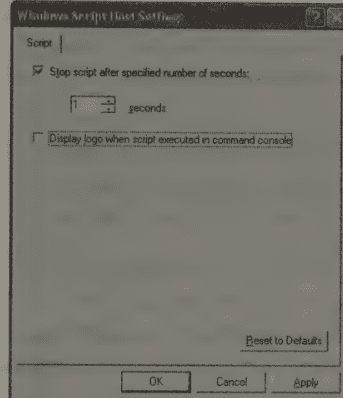 Windows Script Host Settings
Script
Stop script after specified number of seconds:
1 seconds
Display logo when script executed in command console
Reset to Defaults
OK Cancel Apply